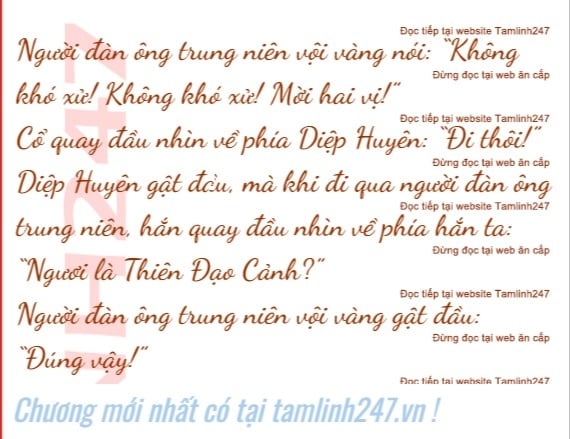 Đọc tiếp tại website Tamlinh247
Người đàn ông trung niên vội vàng nói: “Không
Đừng đọc tại web ăn cắp
khó xử! Không khó xử! Mời hai vị!”
Đọc tiếp tại website Tamlinh247
Cổ quay đầu nhìn về phía Diệp Huyên: “Đi thôi!”
Đừng đọc tại web ăn cắp
Diệp Huyên gật đầu, mà khi đi qua người đàn ông
Đọc tiếp tại website Tamlinh247
trung niên, hắn quay đầu nhìn về phía hắn ta:
Đừng đọc tại web ăn cắp
“Ngươi là Thiên Đạo Cảnh?”
Đọc tiếp tại website Tamlinh247
Người đàn ông trung niên vội vàng gật đầu:
Đừng đọc tại web ăn cắp
“Đúng vậy!”
Đọc tiếp tại website Tamlinh247
NH247
Chương mới nhất có tại tamlinh247.vn !